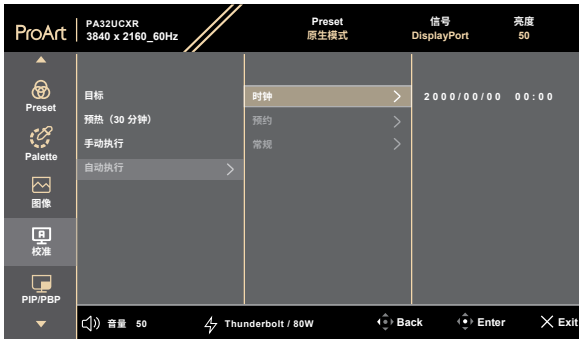 ProArt
PA32UCXR
3840 x 2160_60Hz
Preset
原生模式
信号
DisplayPort
亮度
50
Preset
Palette
图像
校准
PIP/PBP
目标
预热（30 分钟）
手动执行
自动执行
时钟
预约
常规
2000/00/00 00:00
音量 50
Thunderbolt / 80W
Back
Enter
Exit